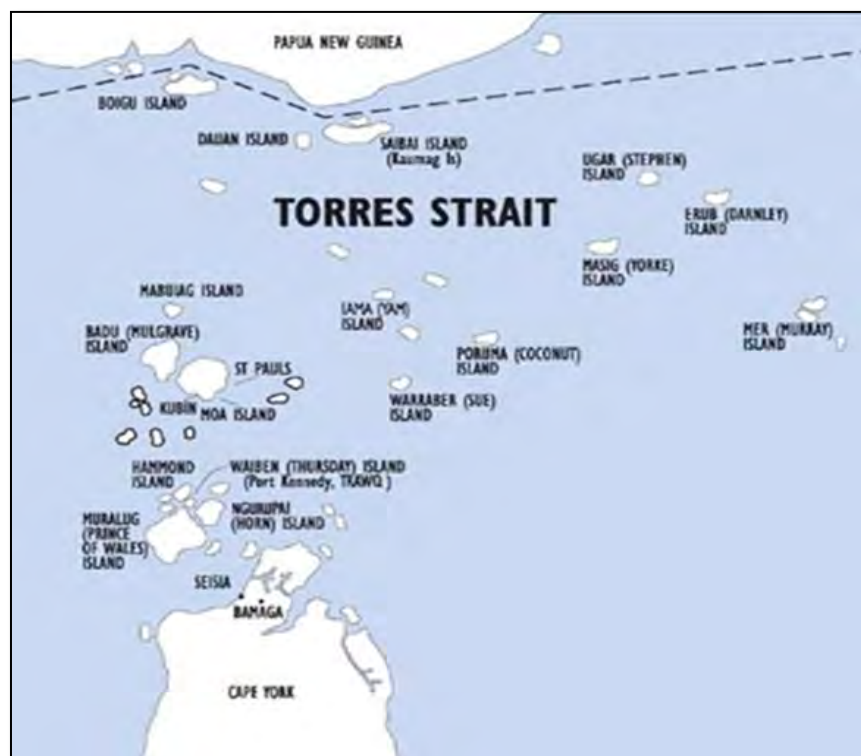 PAPUA NEW GUINEA
BOIGU ISLAND
DAUAN ISLAND
SAIBAI ISLAND
(Kaumag Is)
UGAR (STEPHEN)
ISLAND
TORRES STRAIT
ERUB (DARNLEY)
ISLAND
MASIG (YORKE)
ISLAND
MABUIAG ISLAND
IAMA (YAM)
ISLAND
BADU (MULGRAVE)
ISLAND
MER (MURRAY)
ISLAND
PORUMA (COCONUT)
ISLAND
ST PAULS
WARRABER (SUE)
ISLAND
KUBIN
MOA ISLAND
HAMMOND
ISLAND
WAIBEN (THURSDAY) ISLAND
(Port Kennedy, TRAWQ )
NGURUPAI
(HORN) ISLAND
MURALUG
(PRINCE
OF WALES)
ISLAND
SEISIA
BAMAGA
CAPE YORK